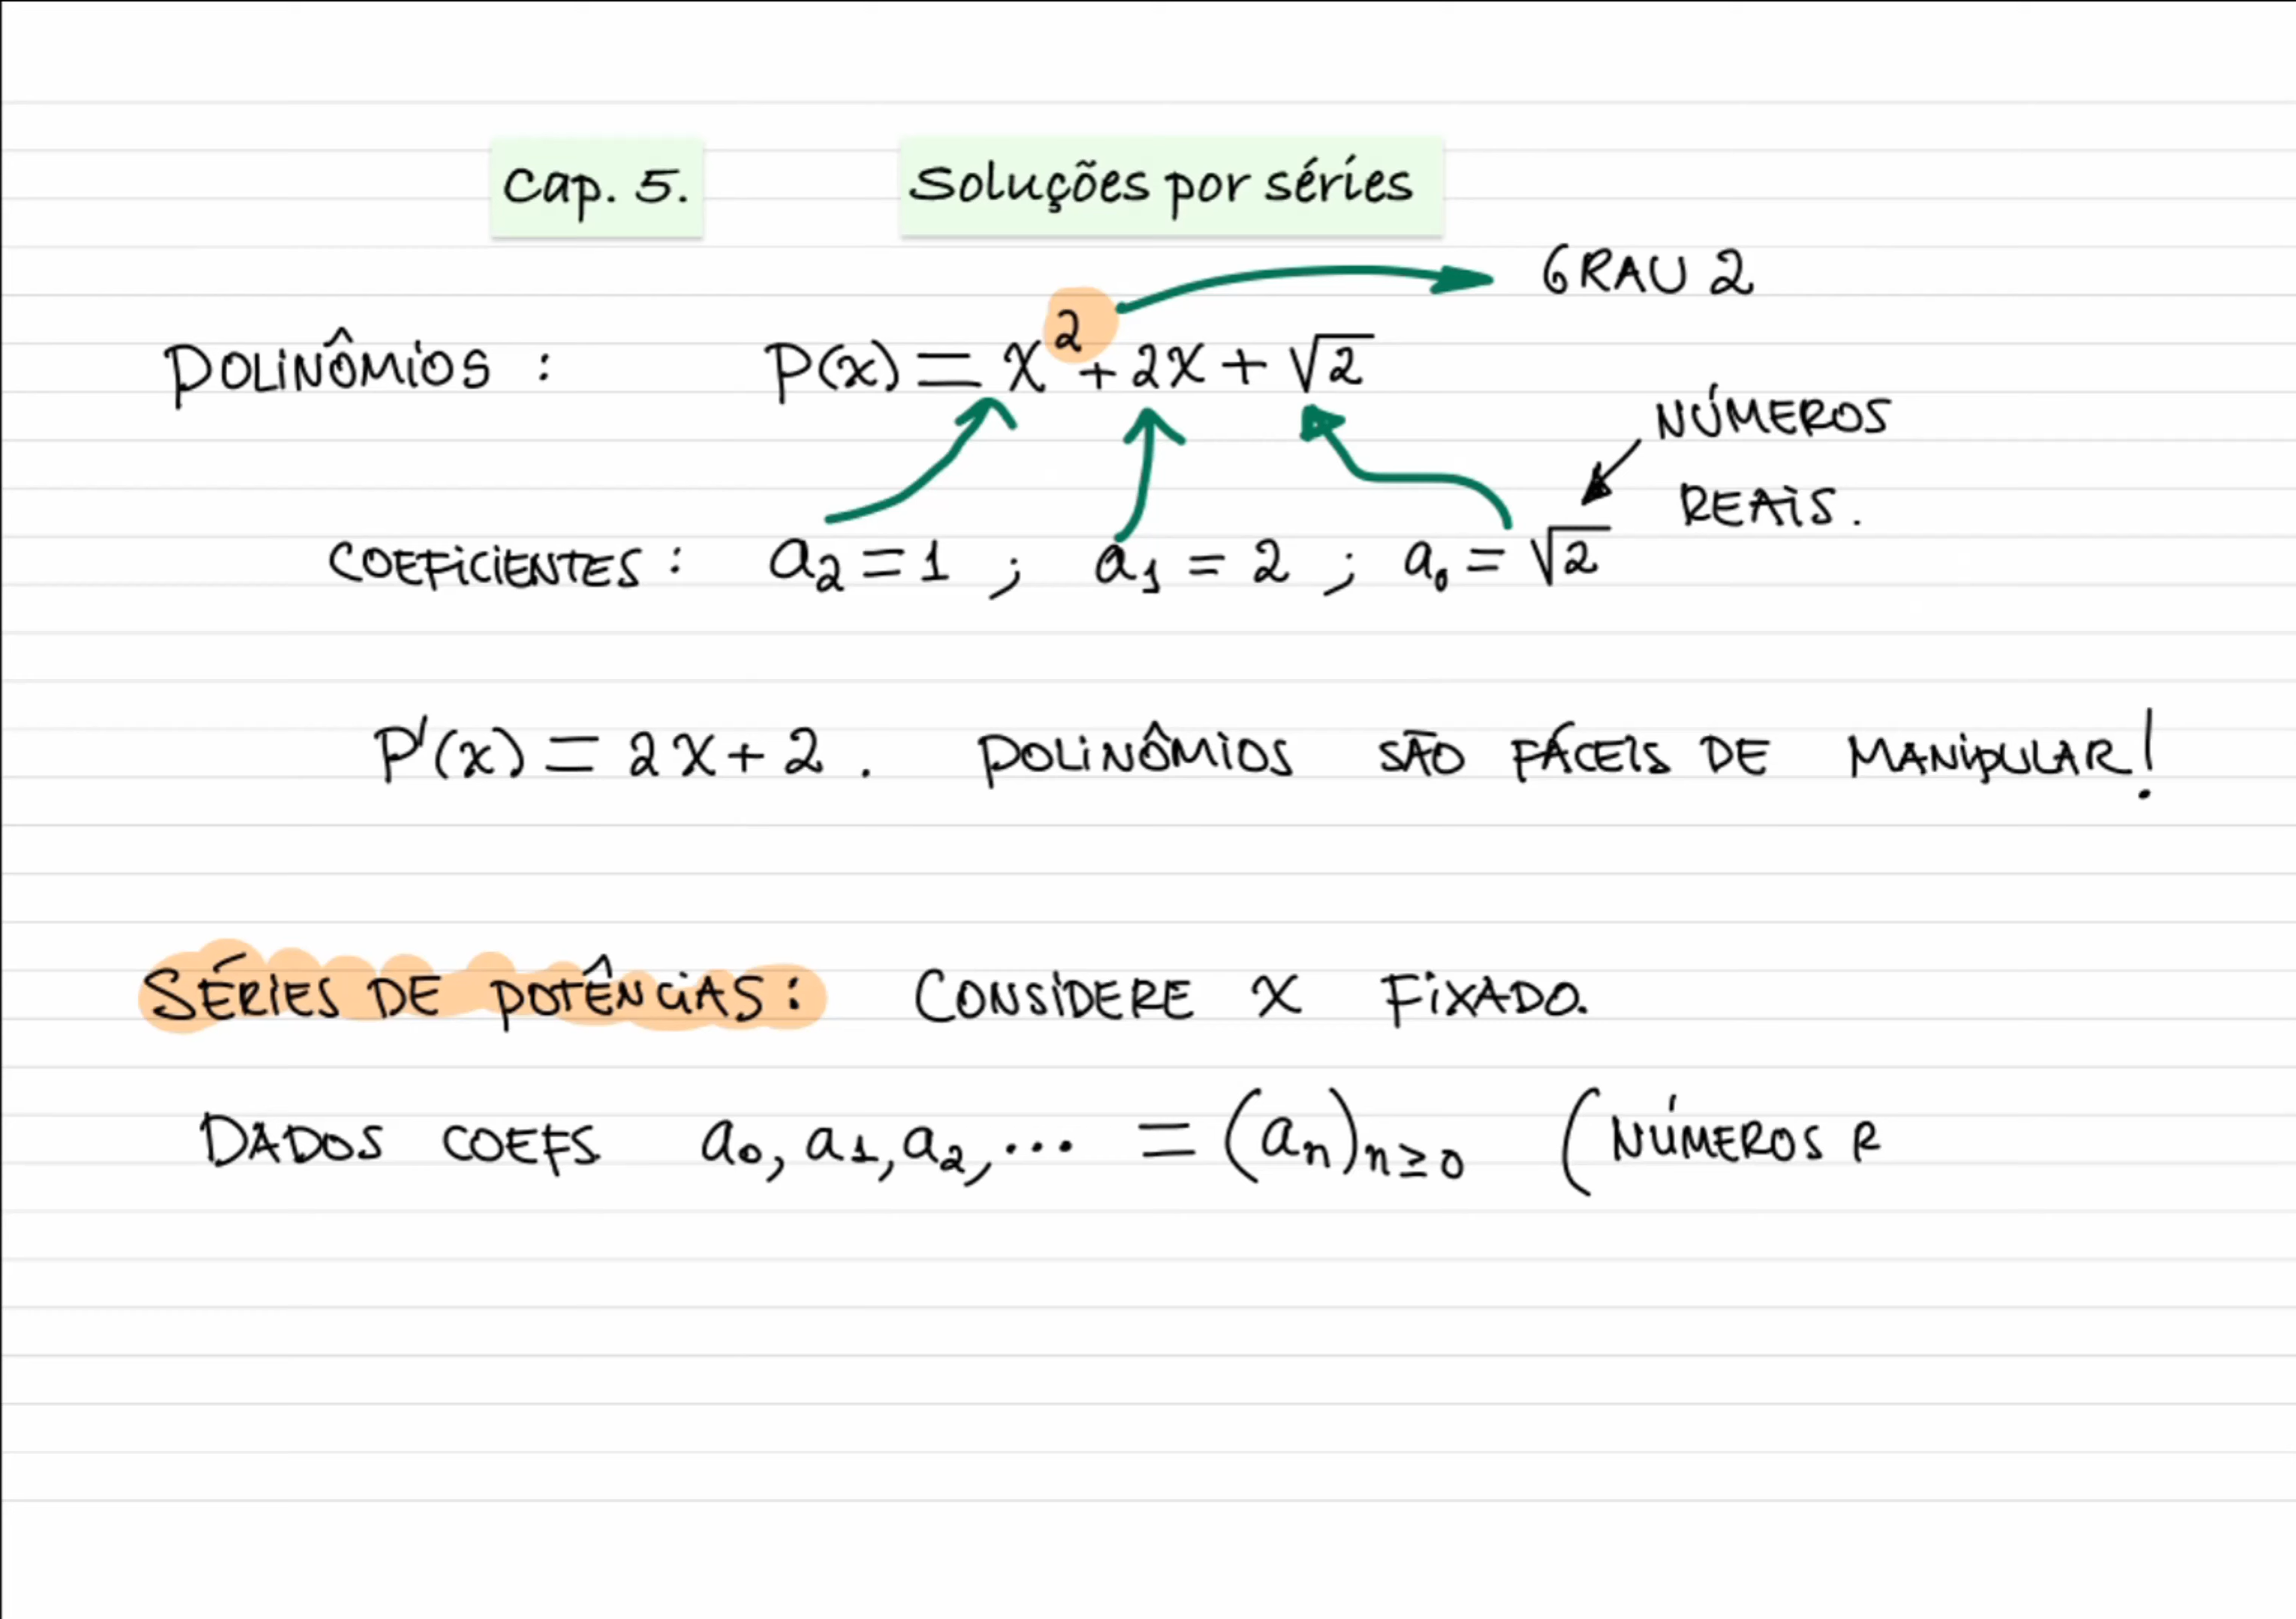 Cap. 5. Soluções por séries
GRAU 2
POLINÔMIOS : P(x) = x² + 2x + √2
NÚMEROS
REAIS.
COEFICIENTES : a₂ = 1 ; a₁ = 2 ; a₀ = √2
P'(x) = 2x + 2 . POLINÔMIOS SÃO FÁCEIS DE MANIPULAR!
SÉRIES DE POTÊNCIAS: CONSIDERE X FIXADO.
DADOS COEFS a₀, a₁, a₂, ... = (aₙ)ₙ≥₀ (NÚMEROS R